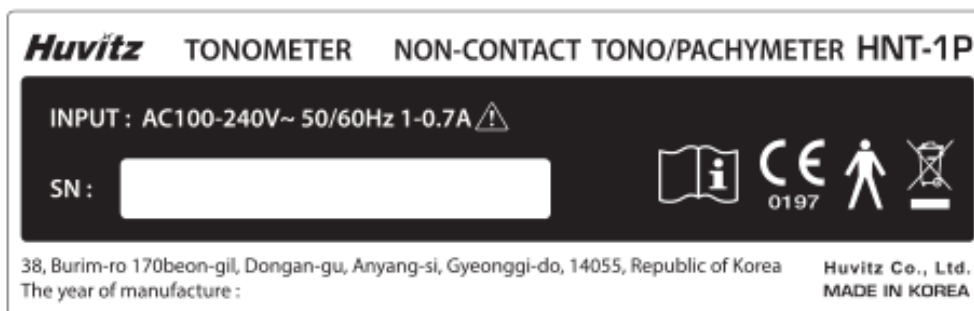 Huvitz TONOMETER NON-CONTACT TONO/PACHYMETER HNT-1P
INPUT : AC100-240V~ 50/60Hz 1-0.7A
SN :
CE
0197
38, Burim-ro 170beon-gil, Dongan-gu, Anyang-si, Gyeonggi-do, 14055, Republic of Korea
Huvitz Co., Ltd.
The year of manufacture :
MADE IN KOREA